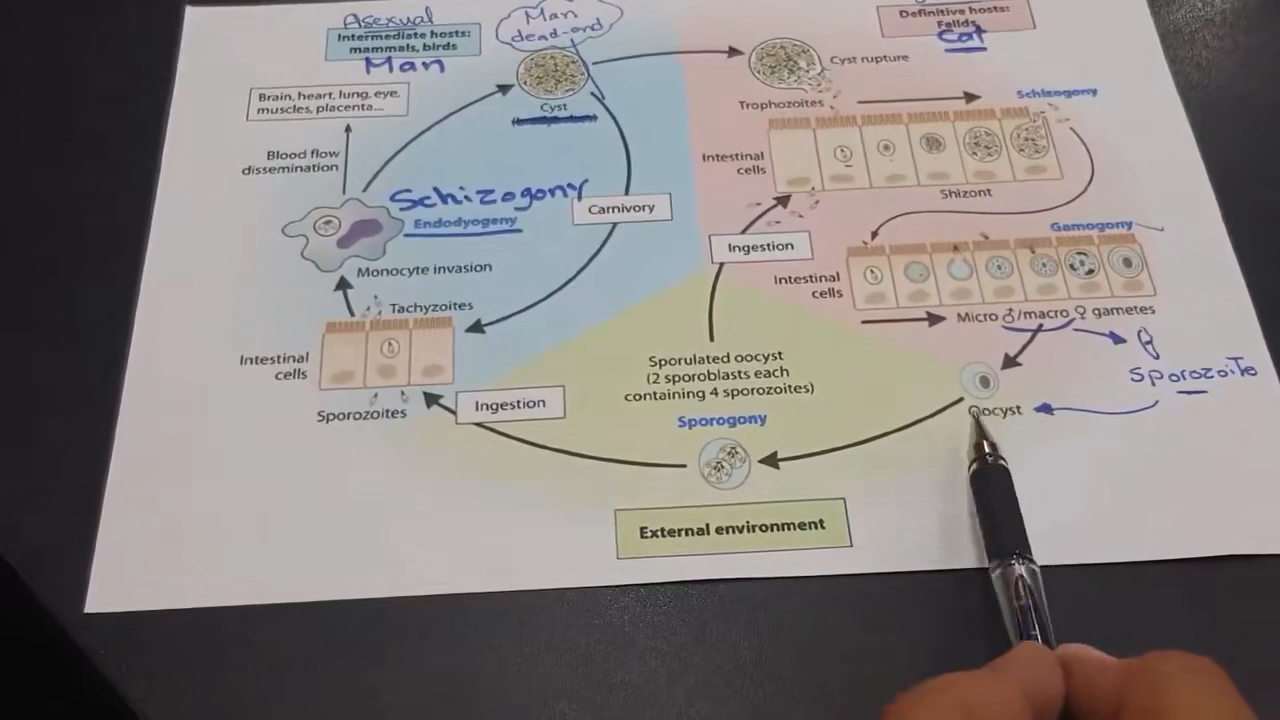 Asexual
Intermediate hosts:
mammals, birds
Man
Man
dead-end
Definitive hosts:
Felids
Cat
Cyst
Cyst rupture
Brain, heart, lung, eye,
muscles, placenta...
Trophozoites
Schizogony
Blood flow
dissemination
Intestinal
cells
Shizont
Schizogony
Endodyogeny
Carnivory
Ingestion
Gamogony
Monocyte invasion
Intestinal
cells
Tachyzoites
Micro ♂/macro ♀ gametes
Intestinal
cells
Sporulated oocyst
(2 sporoblasts each
containing 4 sporozoites)
Sporozoite
Sporozoites
Ingestion
Oocyst
Sporogony
External environment